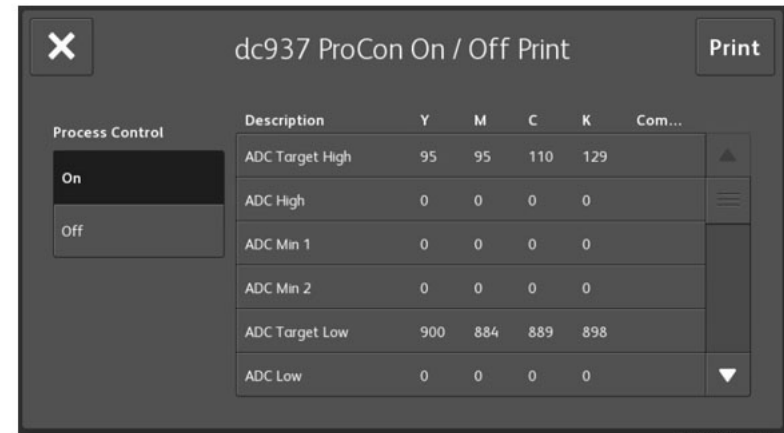 dc937 ProCon On / Off Print
Print
Process Control
On
Off
Description Y M C K Com...
ADC Target High 95 95 110 129
ADC High 0 0 0 0
ADC Min 1 0 0 0 0
ADC Min 2 0 0 0 0
ADC Target Low 900 884 889 898
ADC Low 0 0 0 0